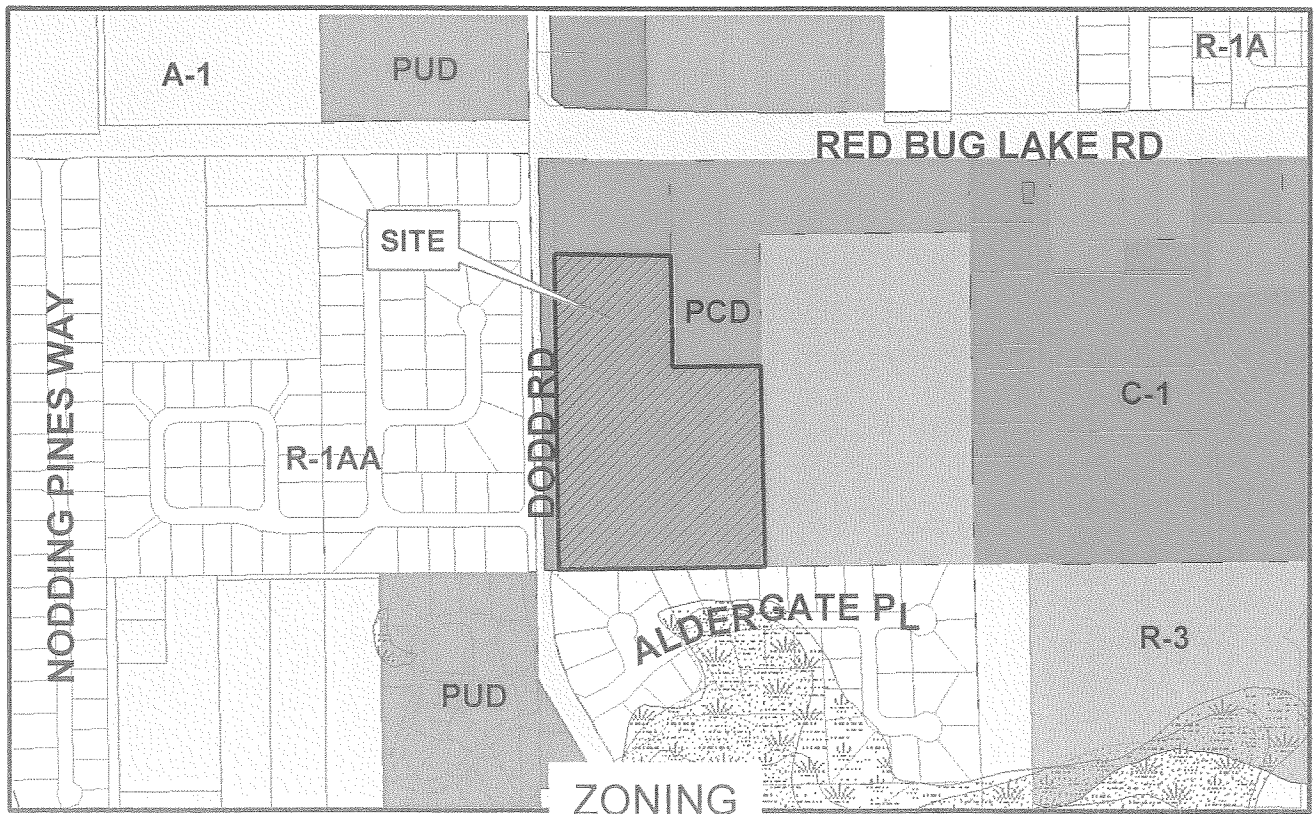 A-1
PUD
R-1A
RED BUG LAKE RD
SITE
PCD
NODDING PINES WAY
DODD RD
C-1
R-1AA
ALDERGATE PL
R-3
PUD
ZONING